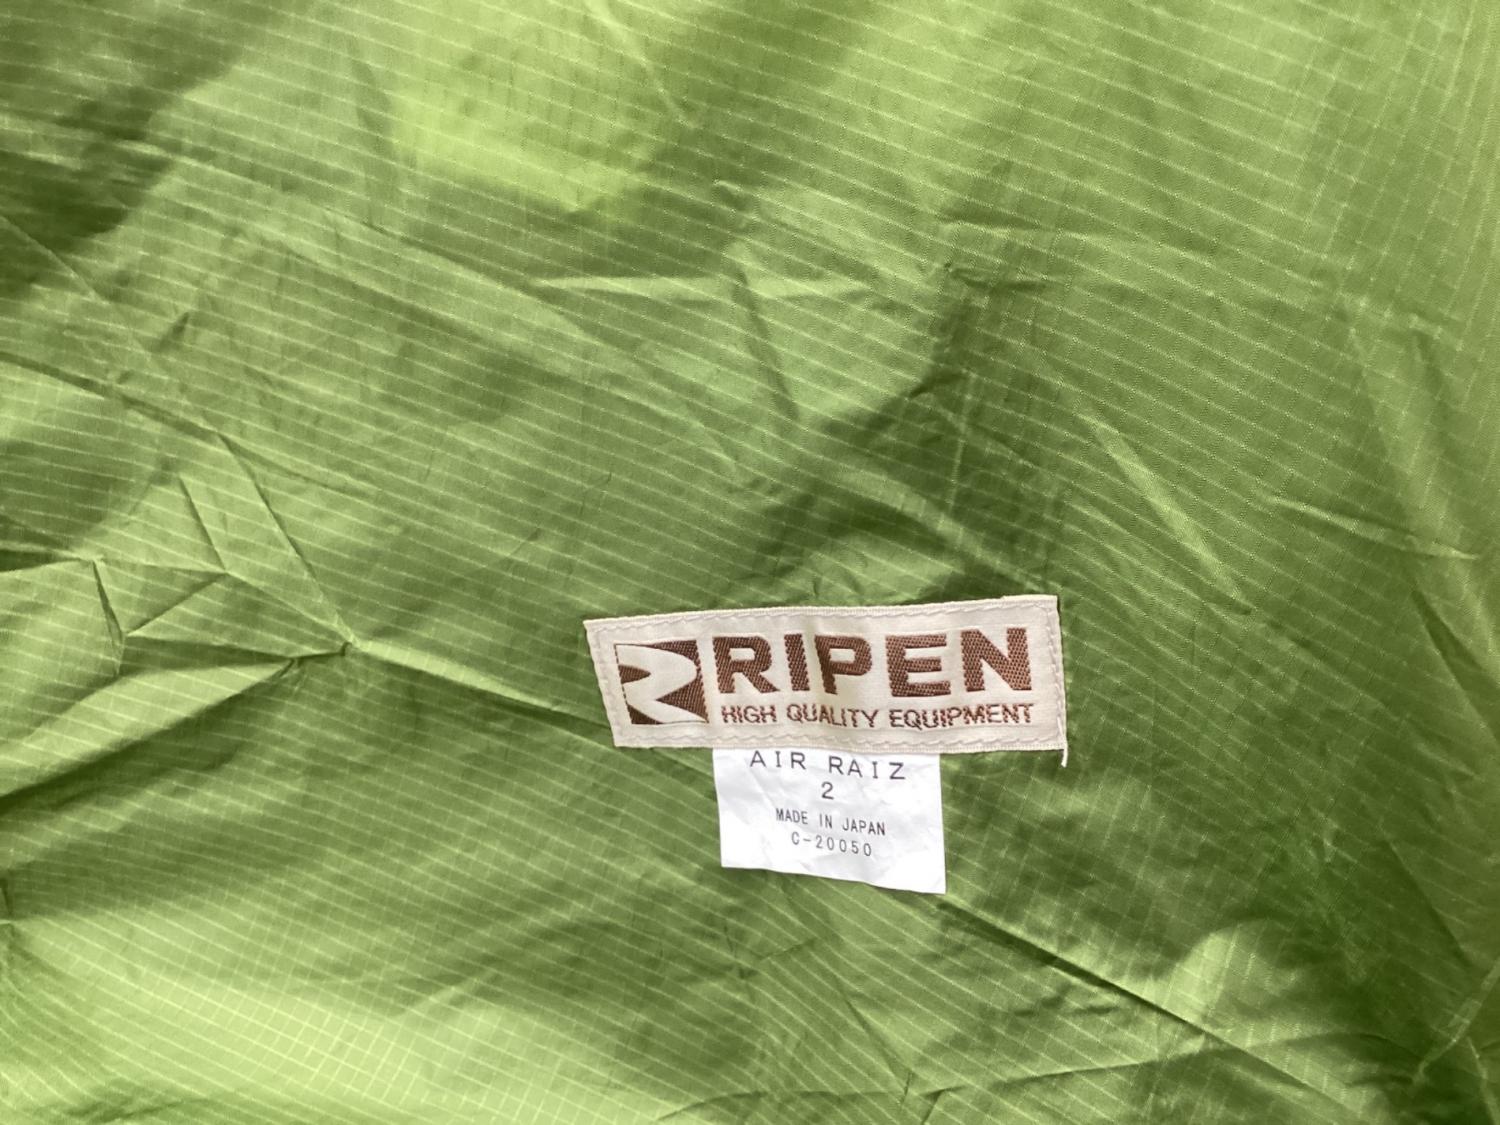 RIPEN
HIGH QUALITY EQUIPMENT
AIR RAIZ
2
MADE IN JAPAN
C-20050